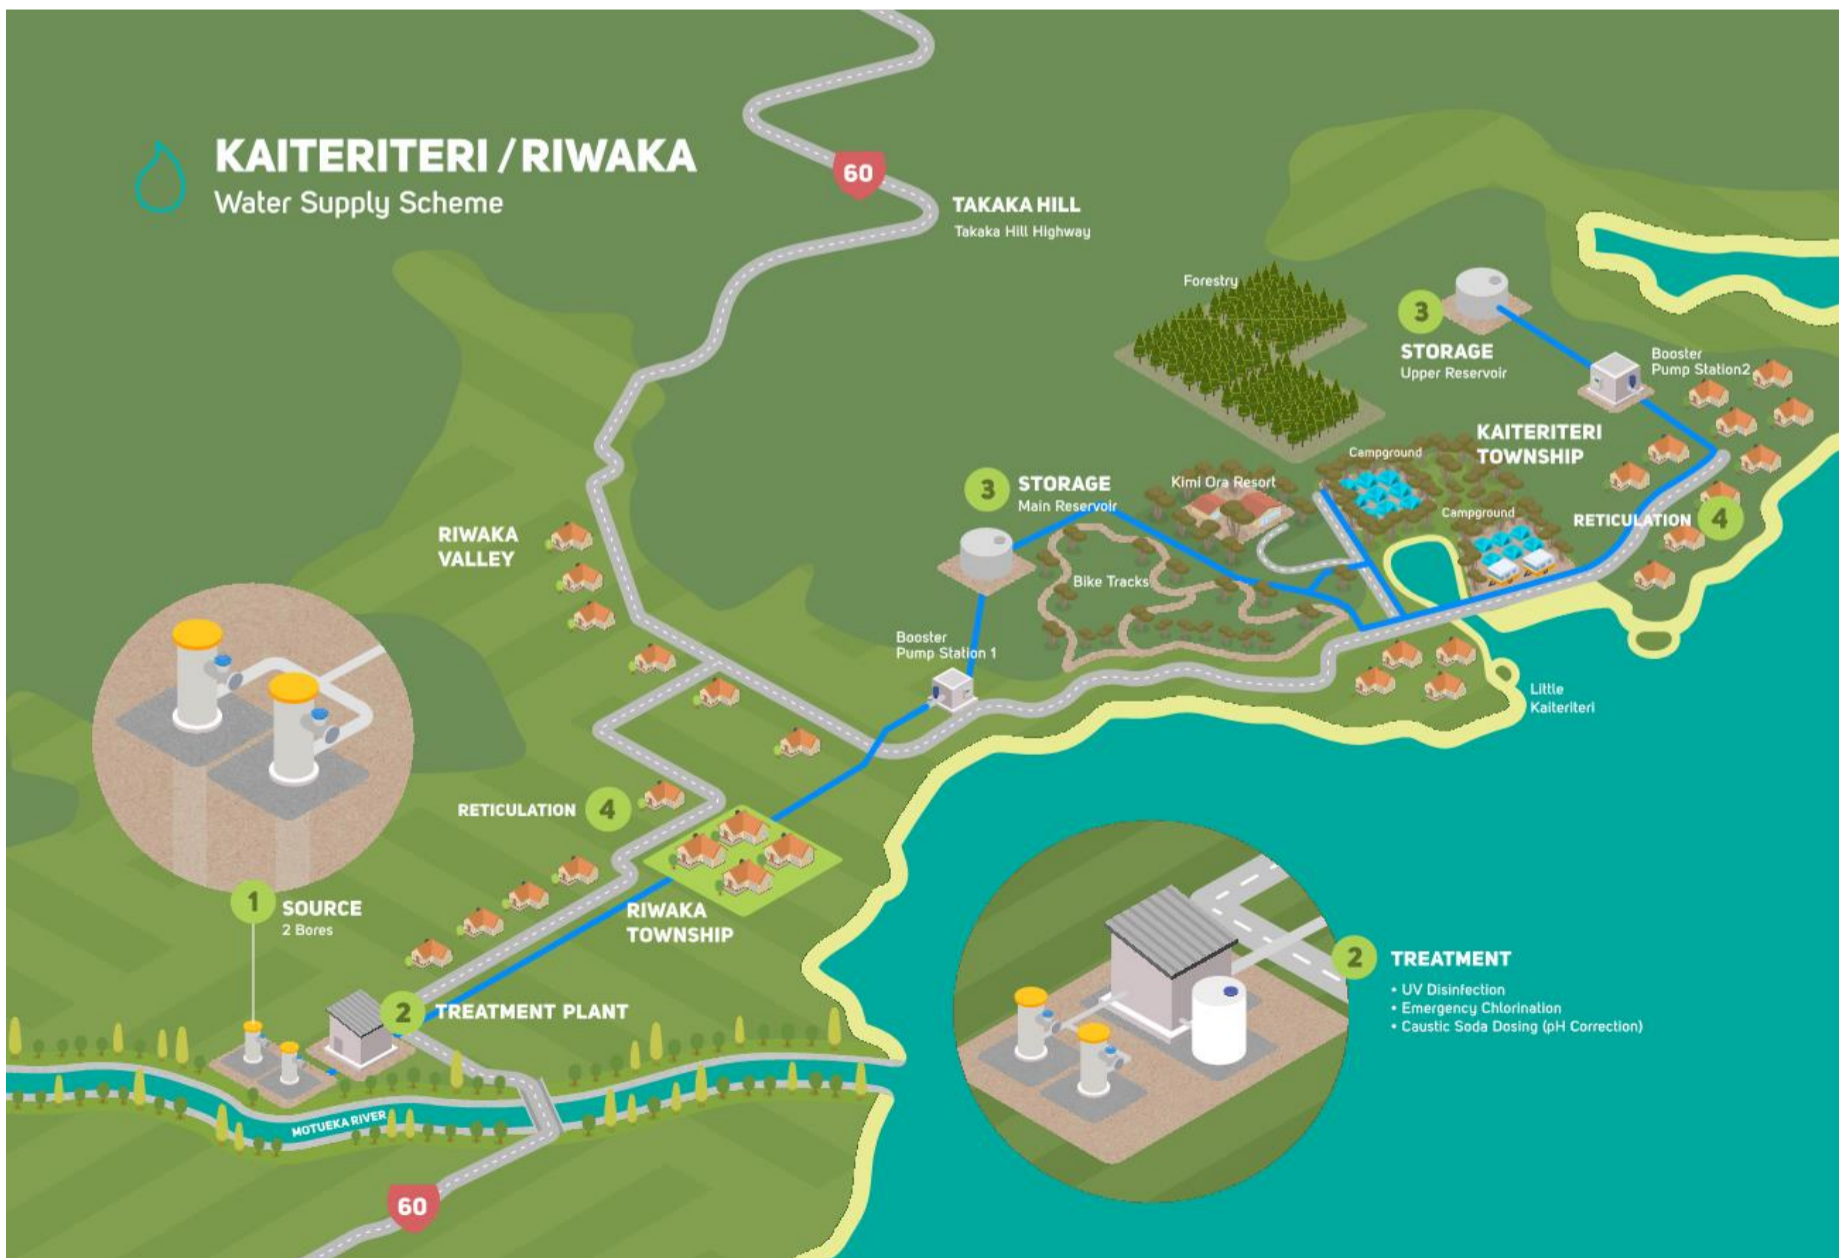 KAITERITERI / RIWAKA
Water Supply Scheme
60
TAKAKA HILL
Takaka Hill Highway
Forestry
3
STORAGE
Upper Reservoir
Booster
Pump Station2
KAITERITERI
TOWNSHIP
Campground
Campground
3
STORAGE
Main Reservoir
Kimi Ora Resort
RETICULATION
4
RIWAKA
VALLEY
Bike Tracks
Booster
Pump Station 1
Little
Kaiteriteri
RETICULATION
4
1
SOURCE
2 Bores
RIWAKA
TOWNSHIP
2
TREATMENT PLANT
2
TREATMENT
• UV Disinfection
• Emergency Chlorination
• Caustic Soda Dosing (pH Correction)
MOTUEKA RIVER
60